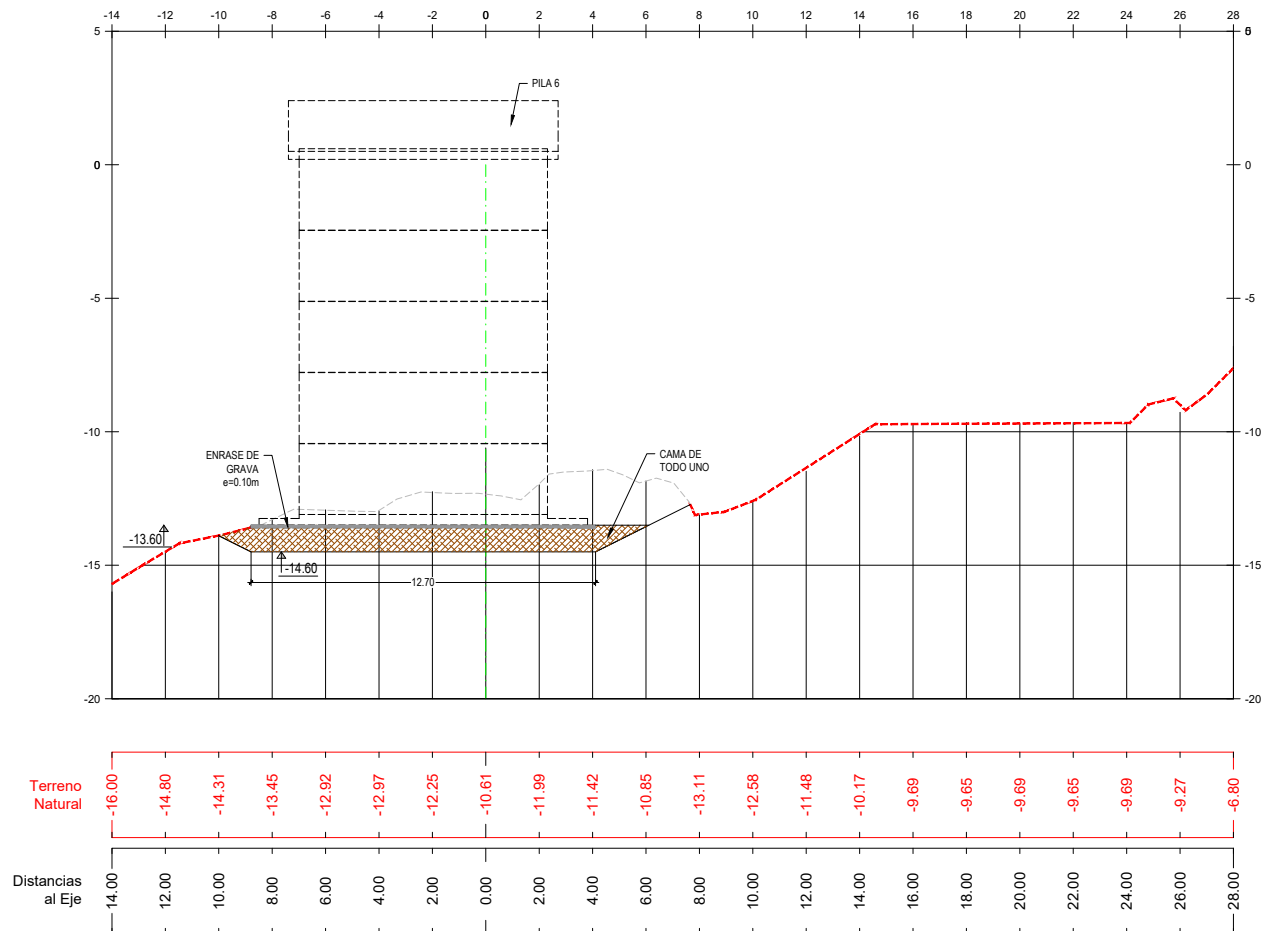 -14 -12 -10 -8 -6 -4 -2 0 2 4 6 8 10 12 14 16 18 20 22 24 26 28
5
PILA 6
0 0
-5 -5
-10 -10
ENRASE DE
GRAVA
e=0.10m
CAMA DE
TODO UNO
-13.60
-14.60
-15 -15
12.70
-20 -20
Terreno
Natural
-16.00 -14.80 -14.31 -13.45 -12.92 -12.97 -12.25 -10.61 -11.99 -11.42 -10.85 -13.11 -12.58 -11.48 -10.17 -9.69 -9.65 -9.69 -9.65 -9.69 -9.27 -6.80
Distancias
al Eje
14.00 12.00 10.00 8.00 6.00 4.00 2.00 0.00 2.00 4.00 6.00 8.00 10.00 12.00 14.00 16.00 18.00 20.00 22.00 24.00 26.00 28.00